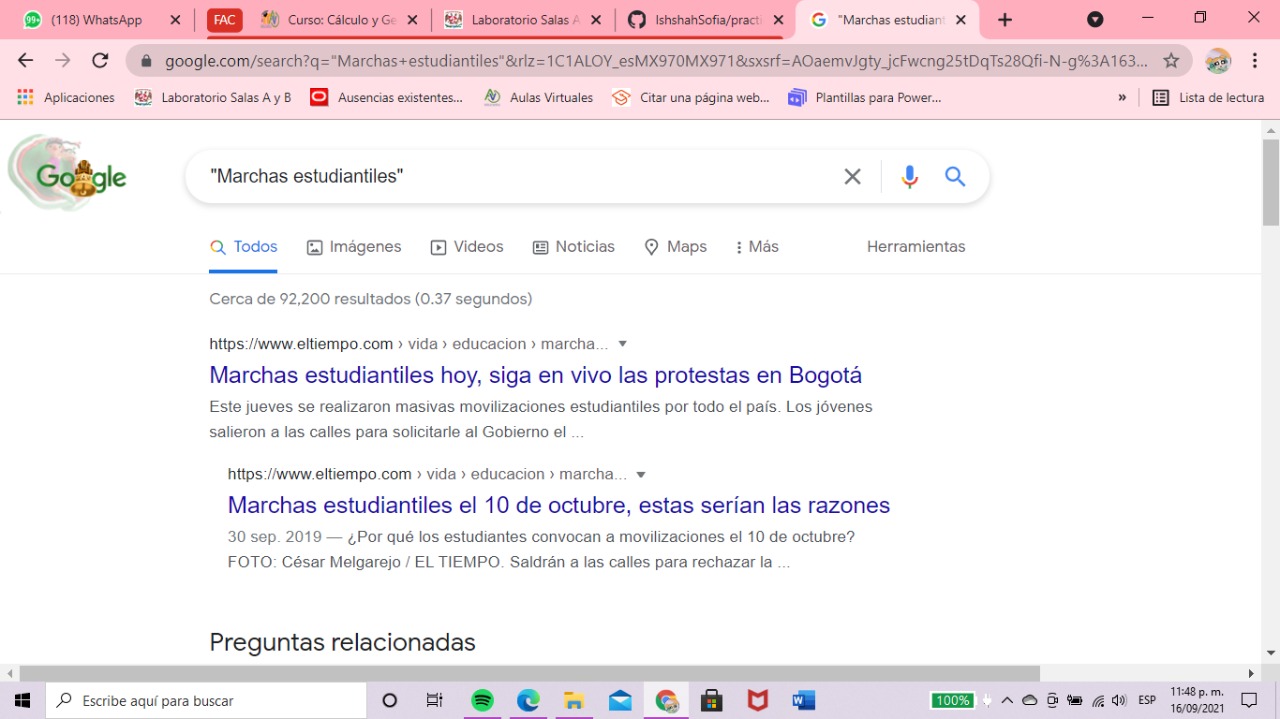 99+ (118) WhatsApp
FAC
Curso: Cálculo y Ge
Laboratorio Salas A
IshshahSofia/practi
"Marchas estudiant
google.com/search?q="Marchas+estudiantiles"&rlz=1C1ALOY_esMX970MX971&sxsrf=AOaemvJgty_jcFwcng25tDqTs28Qfi-N-g%3A163...
Aplicaciones
Laboratorio Salas A y B
Ausencias existentes...
Aulas Virtuales
Citar una página web...
Plantillas para Power...
»
Lista de lectura
Google
"Marchas estudiantiles"
Todos
Imágenes
Videos
Noticias
Maps
Más
Herramientas
Cerca de 92,200 resultados (0.37 segundos)
https://www.eltiempo.com › vida › educacion › marcha...
Marchas estudiantiles hoy, siga en vivo las protestas en Bogotá
Este jueves se realizaron masivas movilizaciones estudiantiles por todo el país. Los jóvenes
salieron a las calles para solicitarle al Gobierno el ...
https://www.eltiempo.com › vida › educacion › marcha...
Marchas estudiantiles el 10 de octubre, estas serían las razones
30 sep. 2019 — ¿Por qué los estudiantes convocan a movilizaciones el 10 de octubre?
FOTO: César Melgarejo / EL TIEMPO. Saldrán a las calles para rechazar la ...
Preguntas relacionadas
Escribe aquí para buscar
100%
ESP
11:48 p. m.
16/09/2021